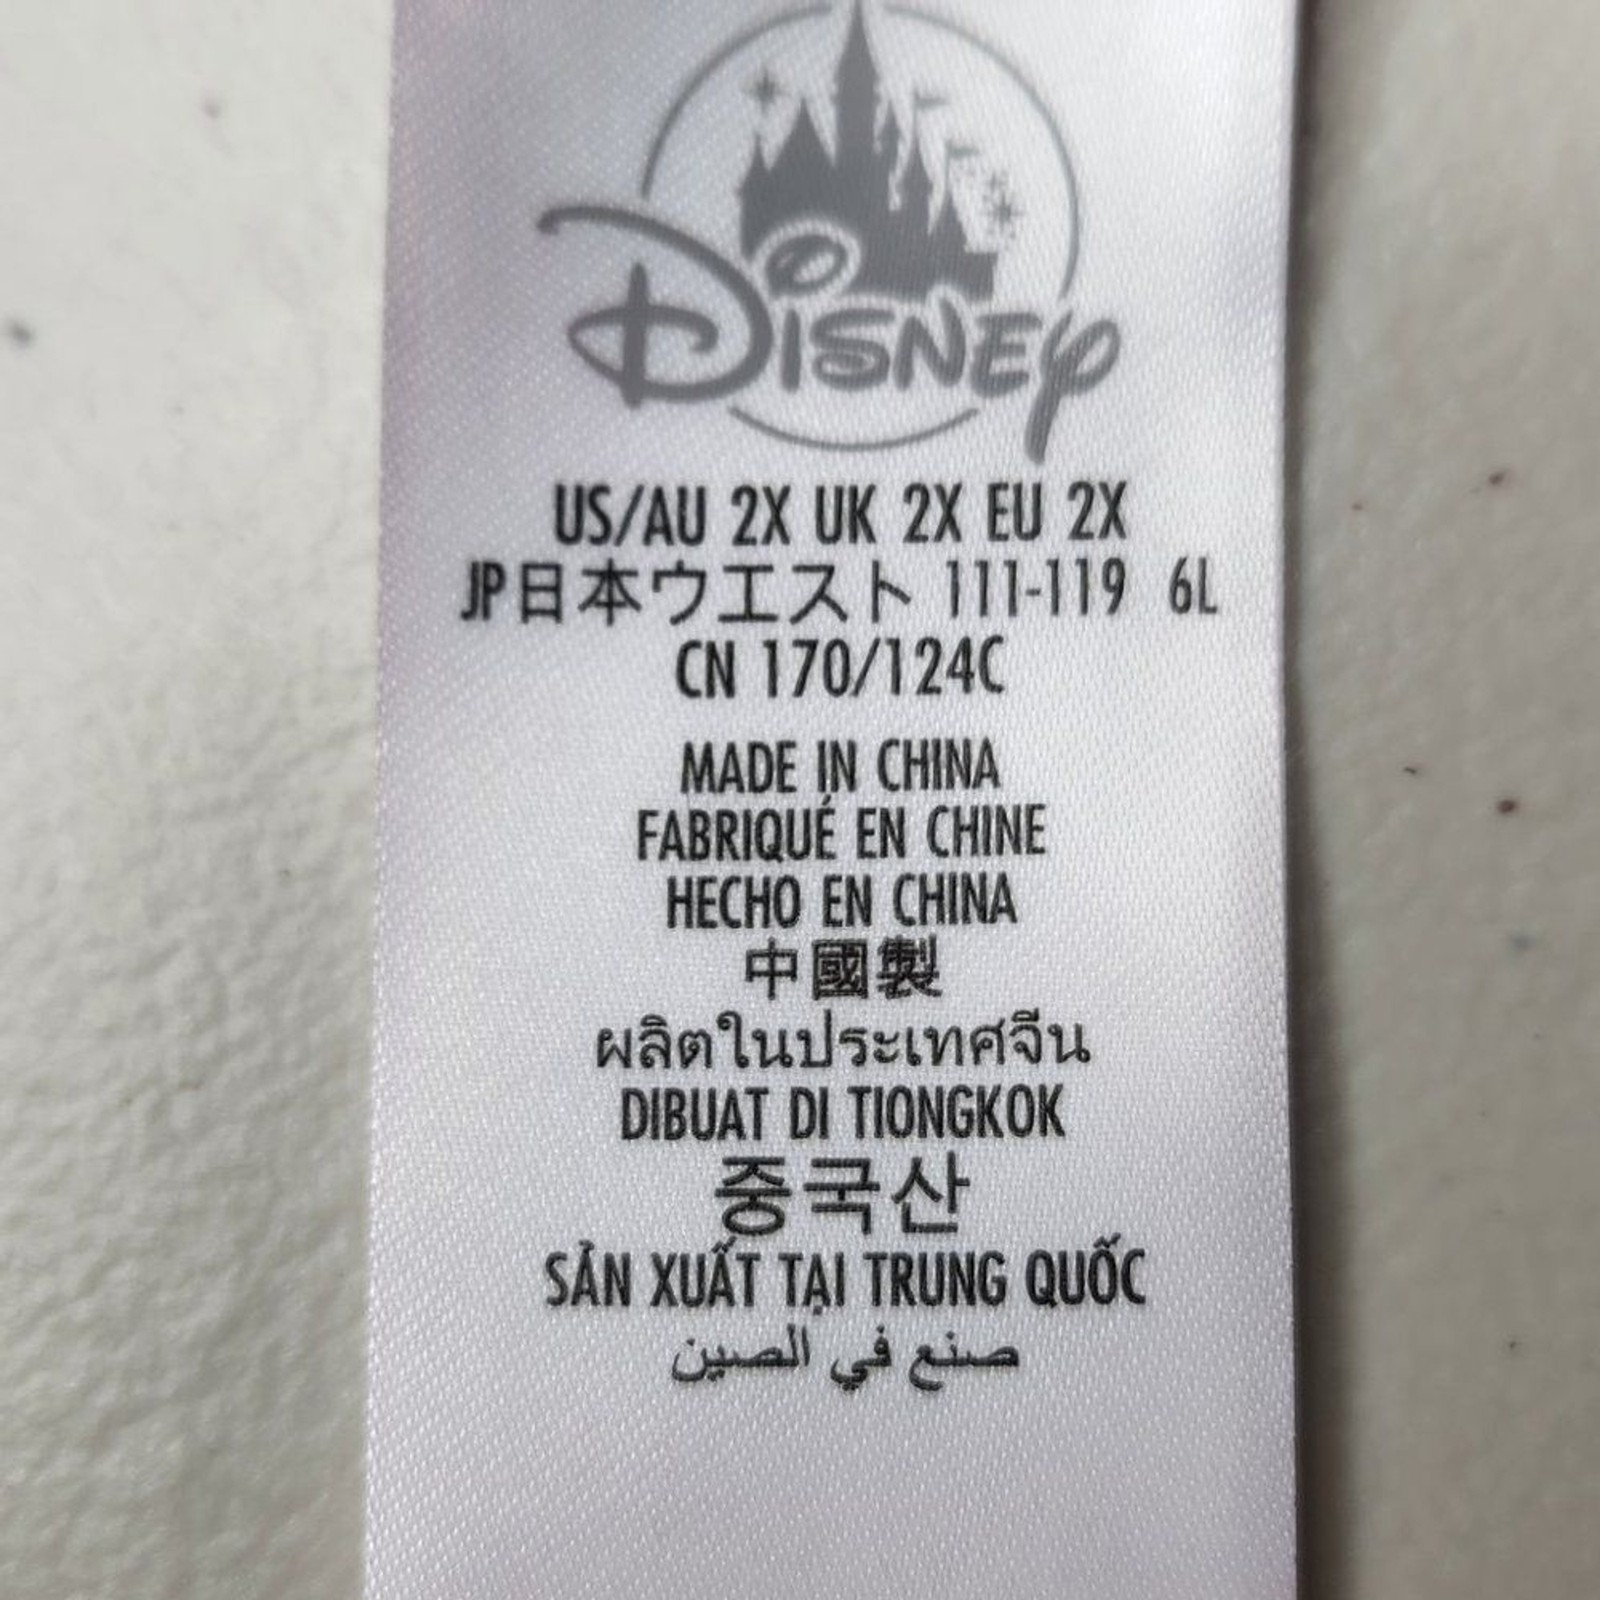 Disney
US/AU 2X UK 2X EU 2X
JP日本ウエスト 111-119 6L
CN 170/124C
MADE IN CHINA
FABRIQUÉ EN CHINE
HECHO EN CHINA
中國製
ผลิตในประเทศจีน
DIBUAT DI TIONGKOK
중국산
SẢN XUẤT TẠI TRUNG QUỐC
صنع في الصين